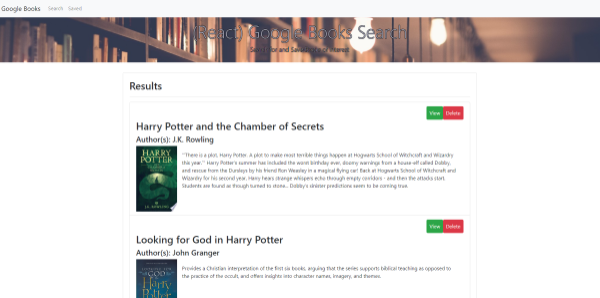 Google Books Search Saved
(React) Google Books Search
Search for and Save Books of Interest
Results
View Delete
Harry Potter and the Chamber of Secrets
Author(s): J.K. Rowling
HARRY
POTTER
"'There is a plot, Harry Potter. A plot to make most terrible things happen at Hogwarts School of Witchcraft and Wizardry
this year.'" Harry Potter's summer has included the worst birthday ever, doomy warnings from a house-elf called Dobby,
and rescue from the Dursleys by his friend Ron Weasley in a magical flying car! Back at Hogwarts School of Witchcraft and
Wizardry for his second year, Harry hears strange whispers echo through empty corridors - and then the attacks start.
Students are found as though turned to stone... Dobby's sinister predictions seem to be coming true.
J.K. ROWLING
View Delete
Looking for God in Harry Potter
Author(s): John Granger
LOOKING FOR
GOD
IN
Harry
Potter
Provides a Christian interpretation of the first six books, arguing that the series supports biblical teaching as opposed to
the practice of the occult, and offers insights into character names, imagery, and themes.